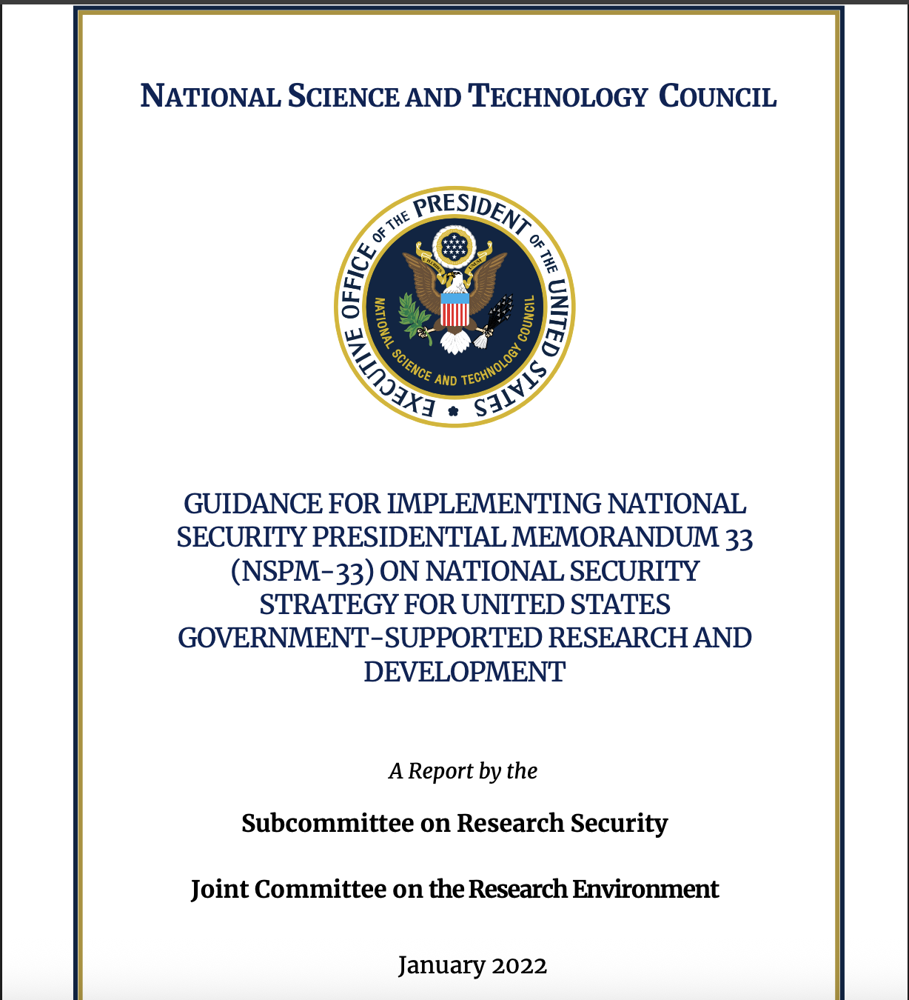 NATIONAL SCIENCE AND TECHNOLOGY COUNCIL
EXECUTIVE OFFICE OF THE PRESIDENT OF THE UNITED STATES
E PLURIBUS UNUM
NATIONAL SCIENCE AND TECHNOLOGY COUNCIL
GUIDANCE FOR IMPLEMENTING NATIONAL
SECURITY PRESIDENTIAL MEMORANDUM 33
(NSPM-33) ON NATIONAL SECURITY
STRATEGY FOR UNITED STATES
GOVERNMENT-SUPPORTED RESEARCH AND
DEVELOPMENT
A Report by the
Subcommittee on Research Security
Joint Committee on the Research Environment
January 2022